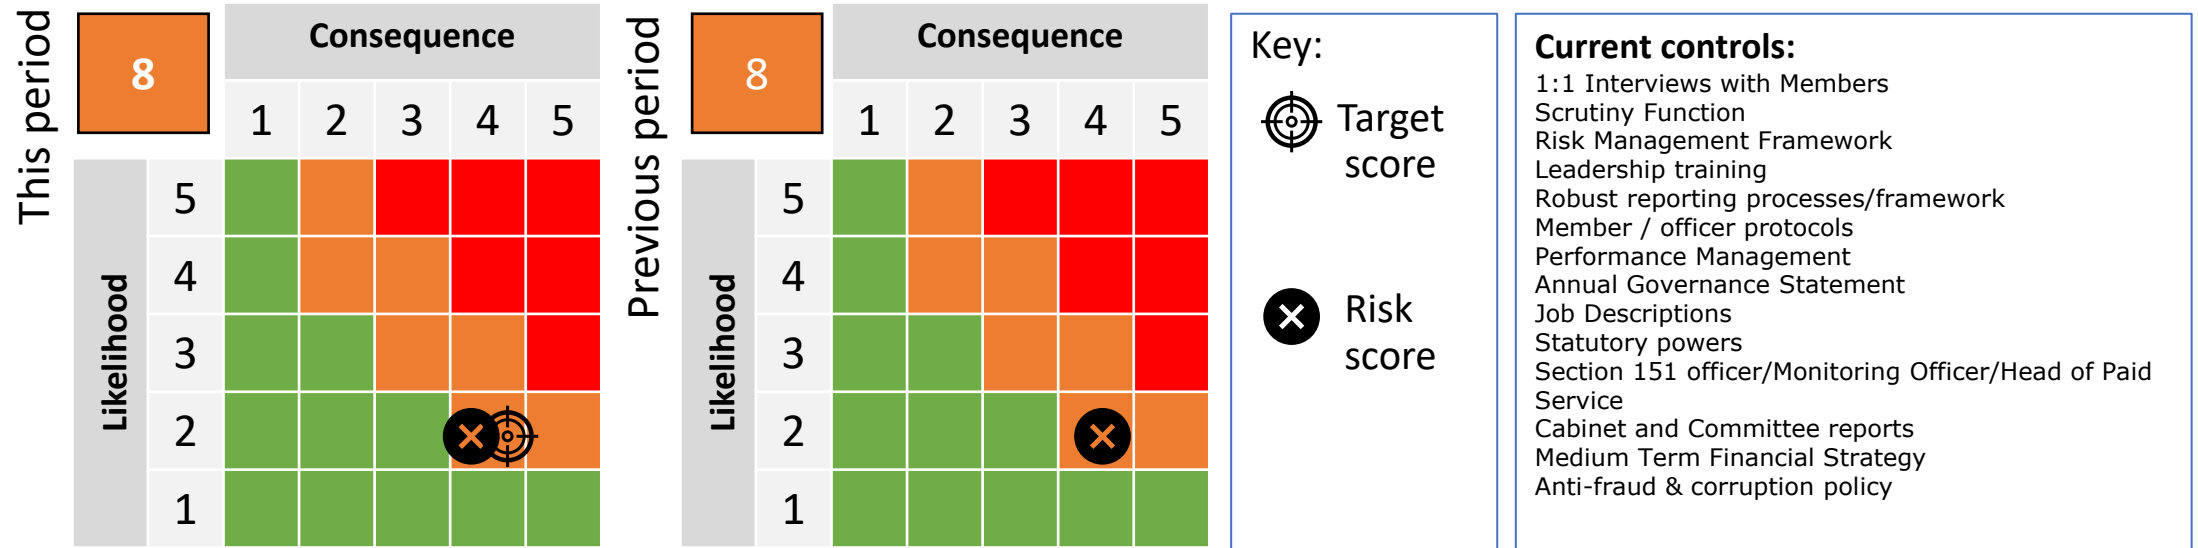 This period
8
Consequence
1 2 3 4 5
Likelihood
5
4
3
2
1
Previous period
8
Consequence
1 2 3 4 5
Likelihood
5
4
3
2
1
Key:
Target
score
Risk
score
Current controls:
1:1 Interviews with Members
Scrutiny Function
Risk Management Framework
Leadership training
Robust reporting processes/framework
Member / officer protocols
Performance Management
Annual Governance Statement
Job Descriptions
Statutory powers
Section 151 officer/Monitoring Officer/Head of Paid
Service
Cabinet and Committee reports
Medium Term Financial Strategy
Anti-fraud & corruption policy